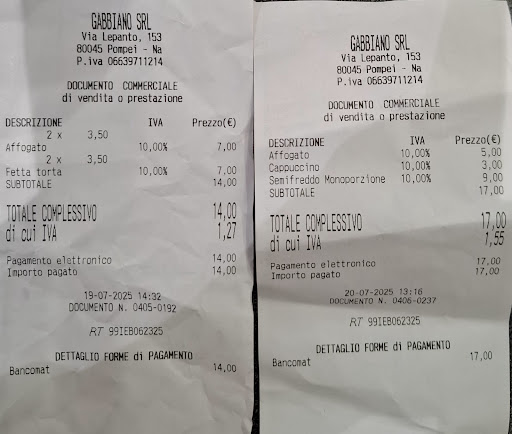 GABBIANO SRL
Via Lepanto, 153
80045 Pompei - Na
P.iva 06639711214
DOCUMENTO COMMERCIALE
di vendita o prestazione
DESCRIZIONE IVA Prezzo(€)
2 x 3,50
Affogato 10,00% 7,00
2 x 3,50
Fetta torta 10,00% 7,00
SUBTOTALE 14,00
TOTALE COMPLESSIVO 14,00
di cui IVA 1,27
Pagamento elettronico 14,00
Importo pagato 14,00
19-07-2025 14:32
DOCUMENTO N. 0405-0192
RT 99IEB062325
DETTAGLIO FORME di PAGAMENTO
Bancomat 14,00
GABBIANO SRL
Via Lepanto, 153
80045 Pompei - Na
P.iva 06639711214
DOCUMENTO COMMERCIALE
di vendita o prestazione
DESCRIZIONE IVA Prezzo(€)
Affogato 10,00% 5,00
Cappuccino 10,00% 3,00
Semifreddo Monoporzione 10,00% 9,00
SUBTOTALE 17,00
TOTALE COMPLESSIVO 17,00
di cui IVA 1,55
Pagamento elettronico 17,00
Importo pagato 17,00
20-07-2025 13:16
DOCUMENTO N. 0406-0237
RT 99IEB062325
DETTAGLIO FORME di PAGAMENTO
Bancomat 17,00